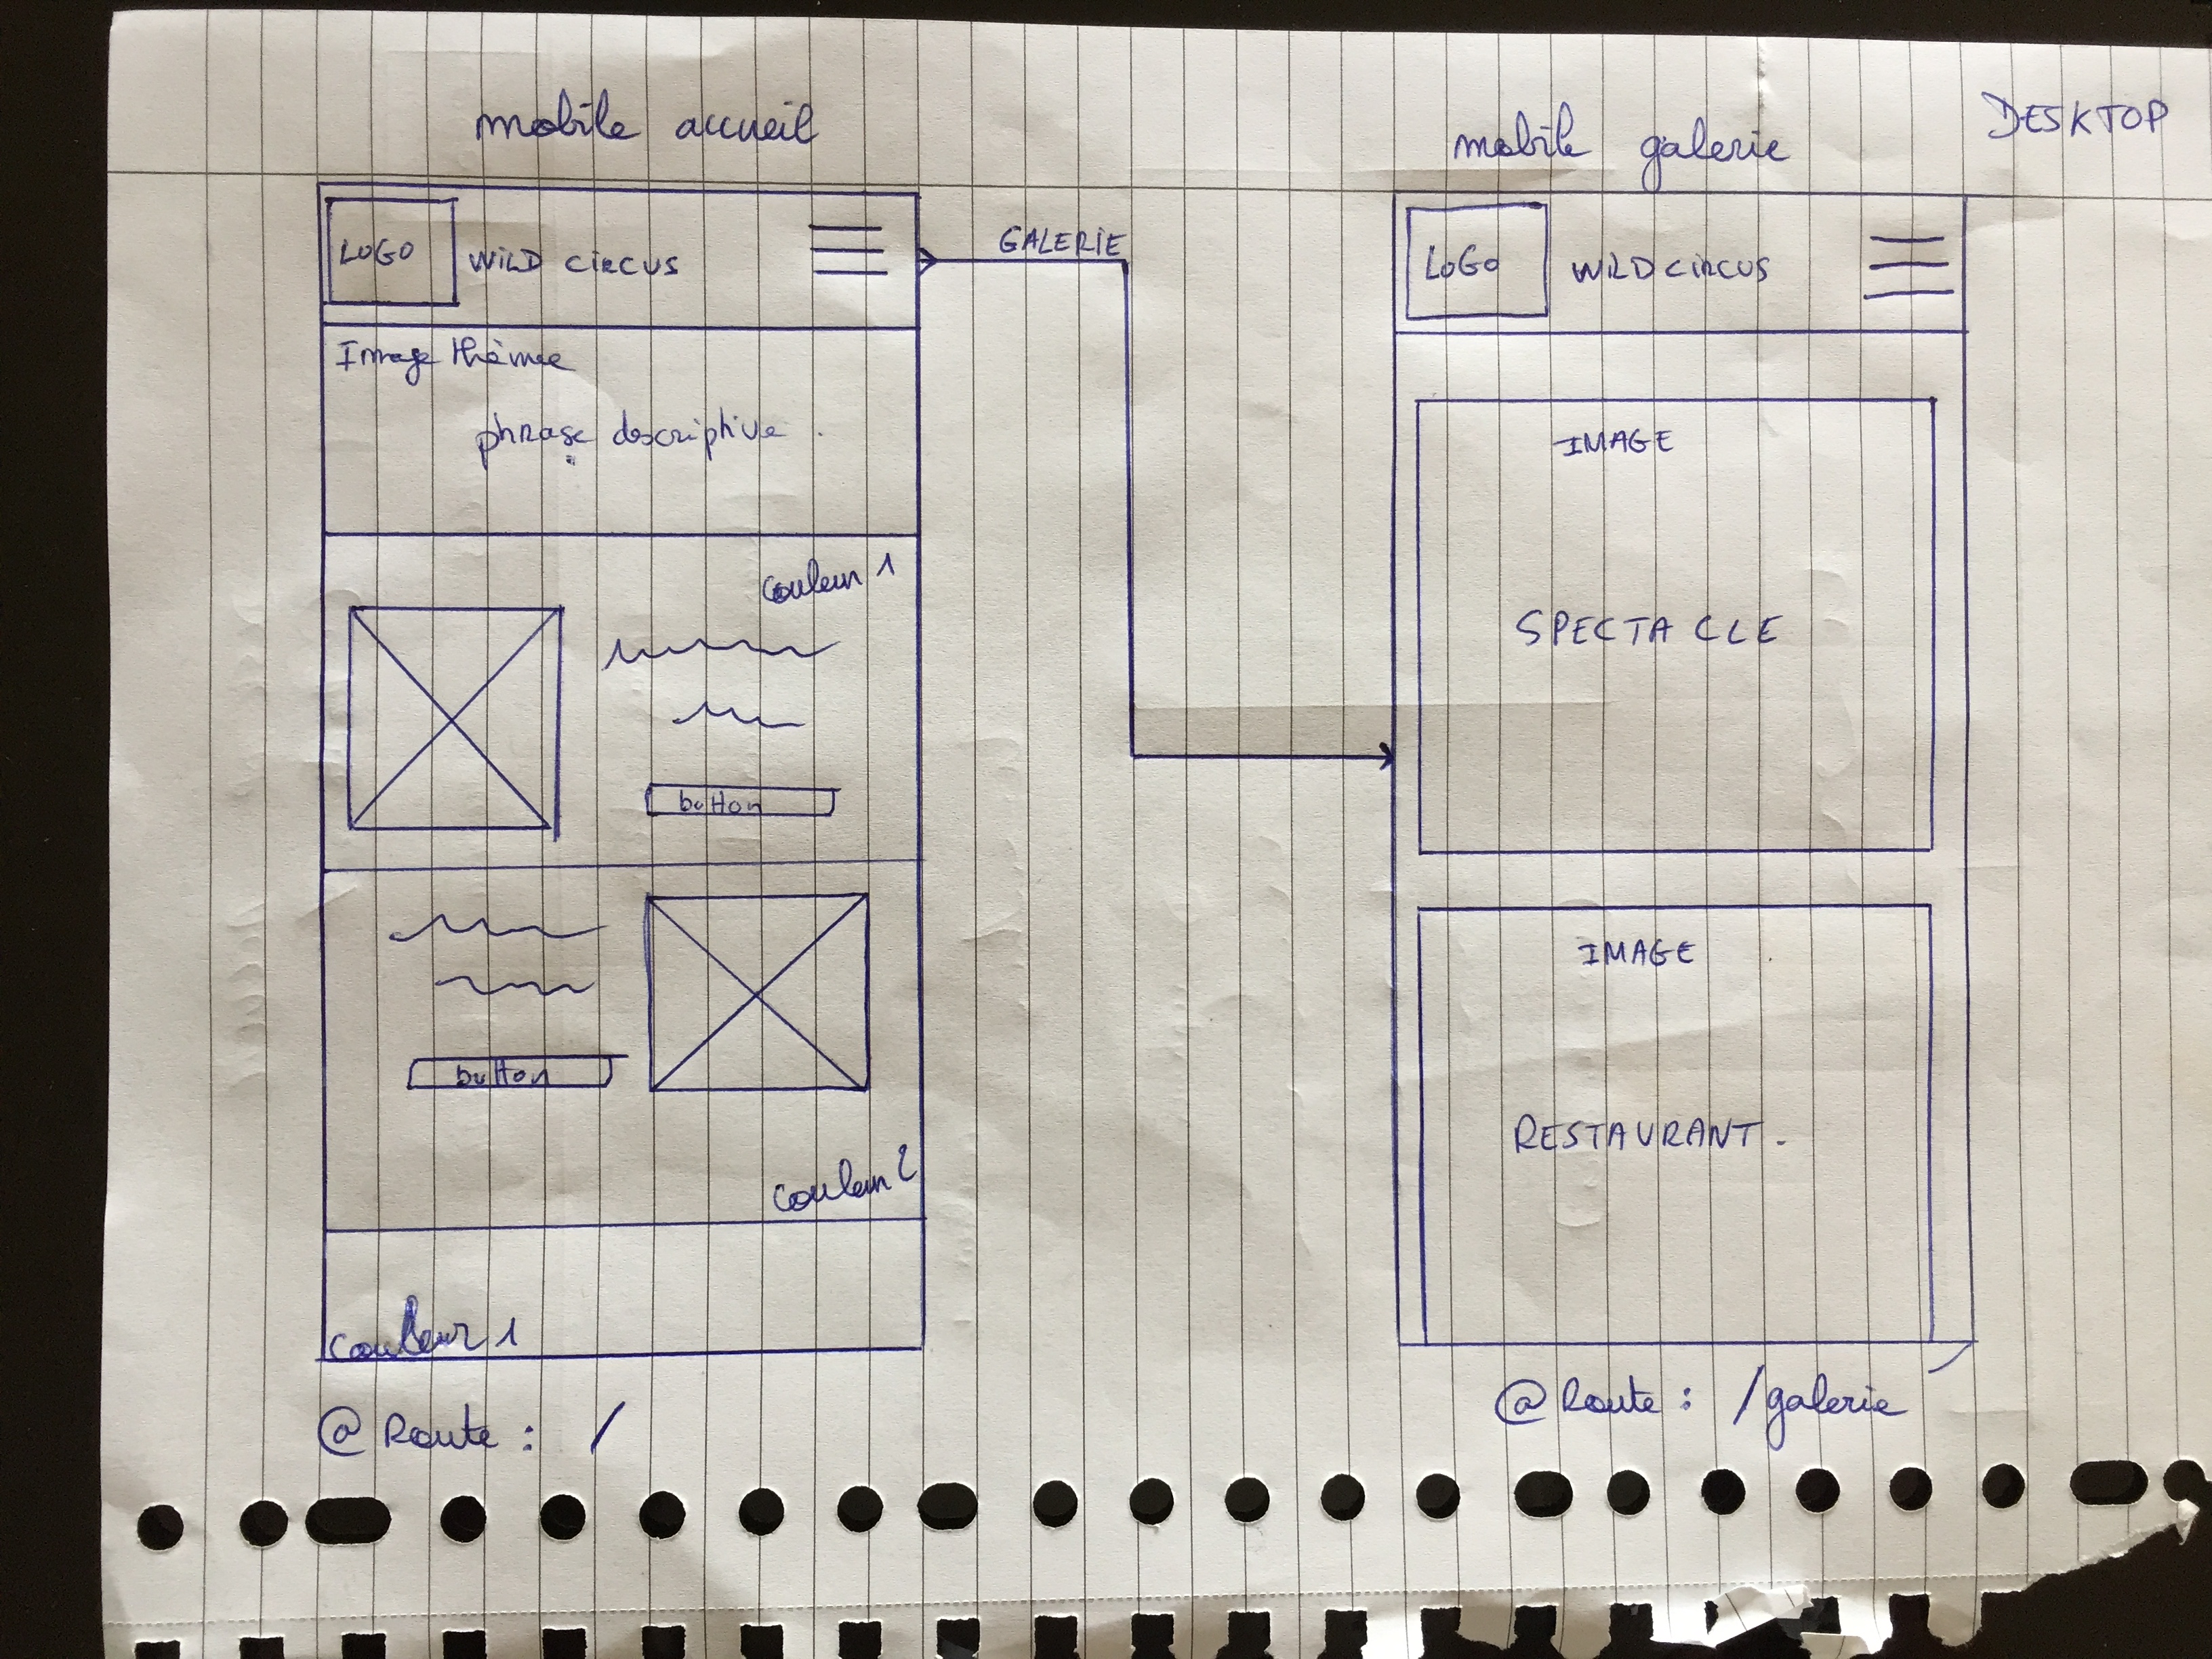 mobile accueil
LOGO WILD CIRCUS
Image thème
phrase descriptive .
couleur 1
button
button
couleur 2
couleur 1
@ Route : /
GALERIE
mobile galerie
LOGO WILD CIRCUS
IMAGE
SPECTACLE
IMAGE
RESTAURANT.
@ Route : /galerie
DESKTOP